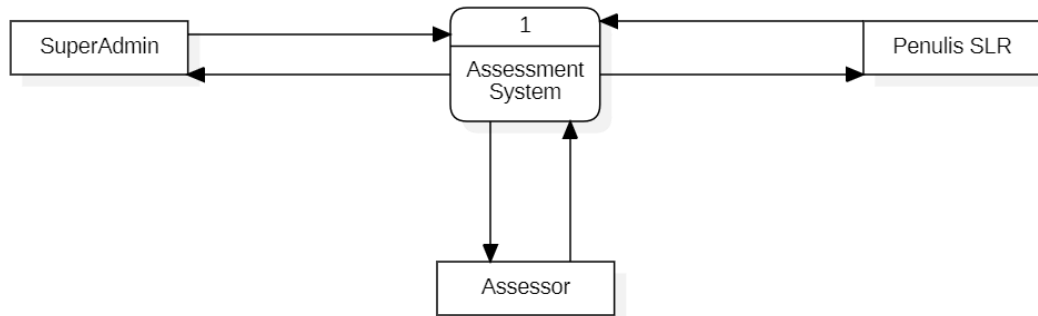 1
SuperAdmin
Penulis SLR
Assessment
System
Assessor